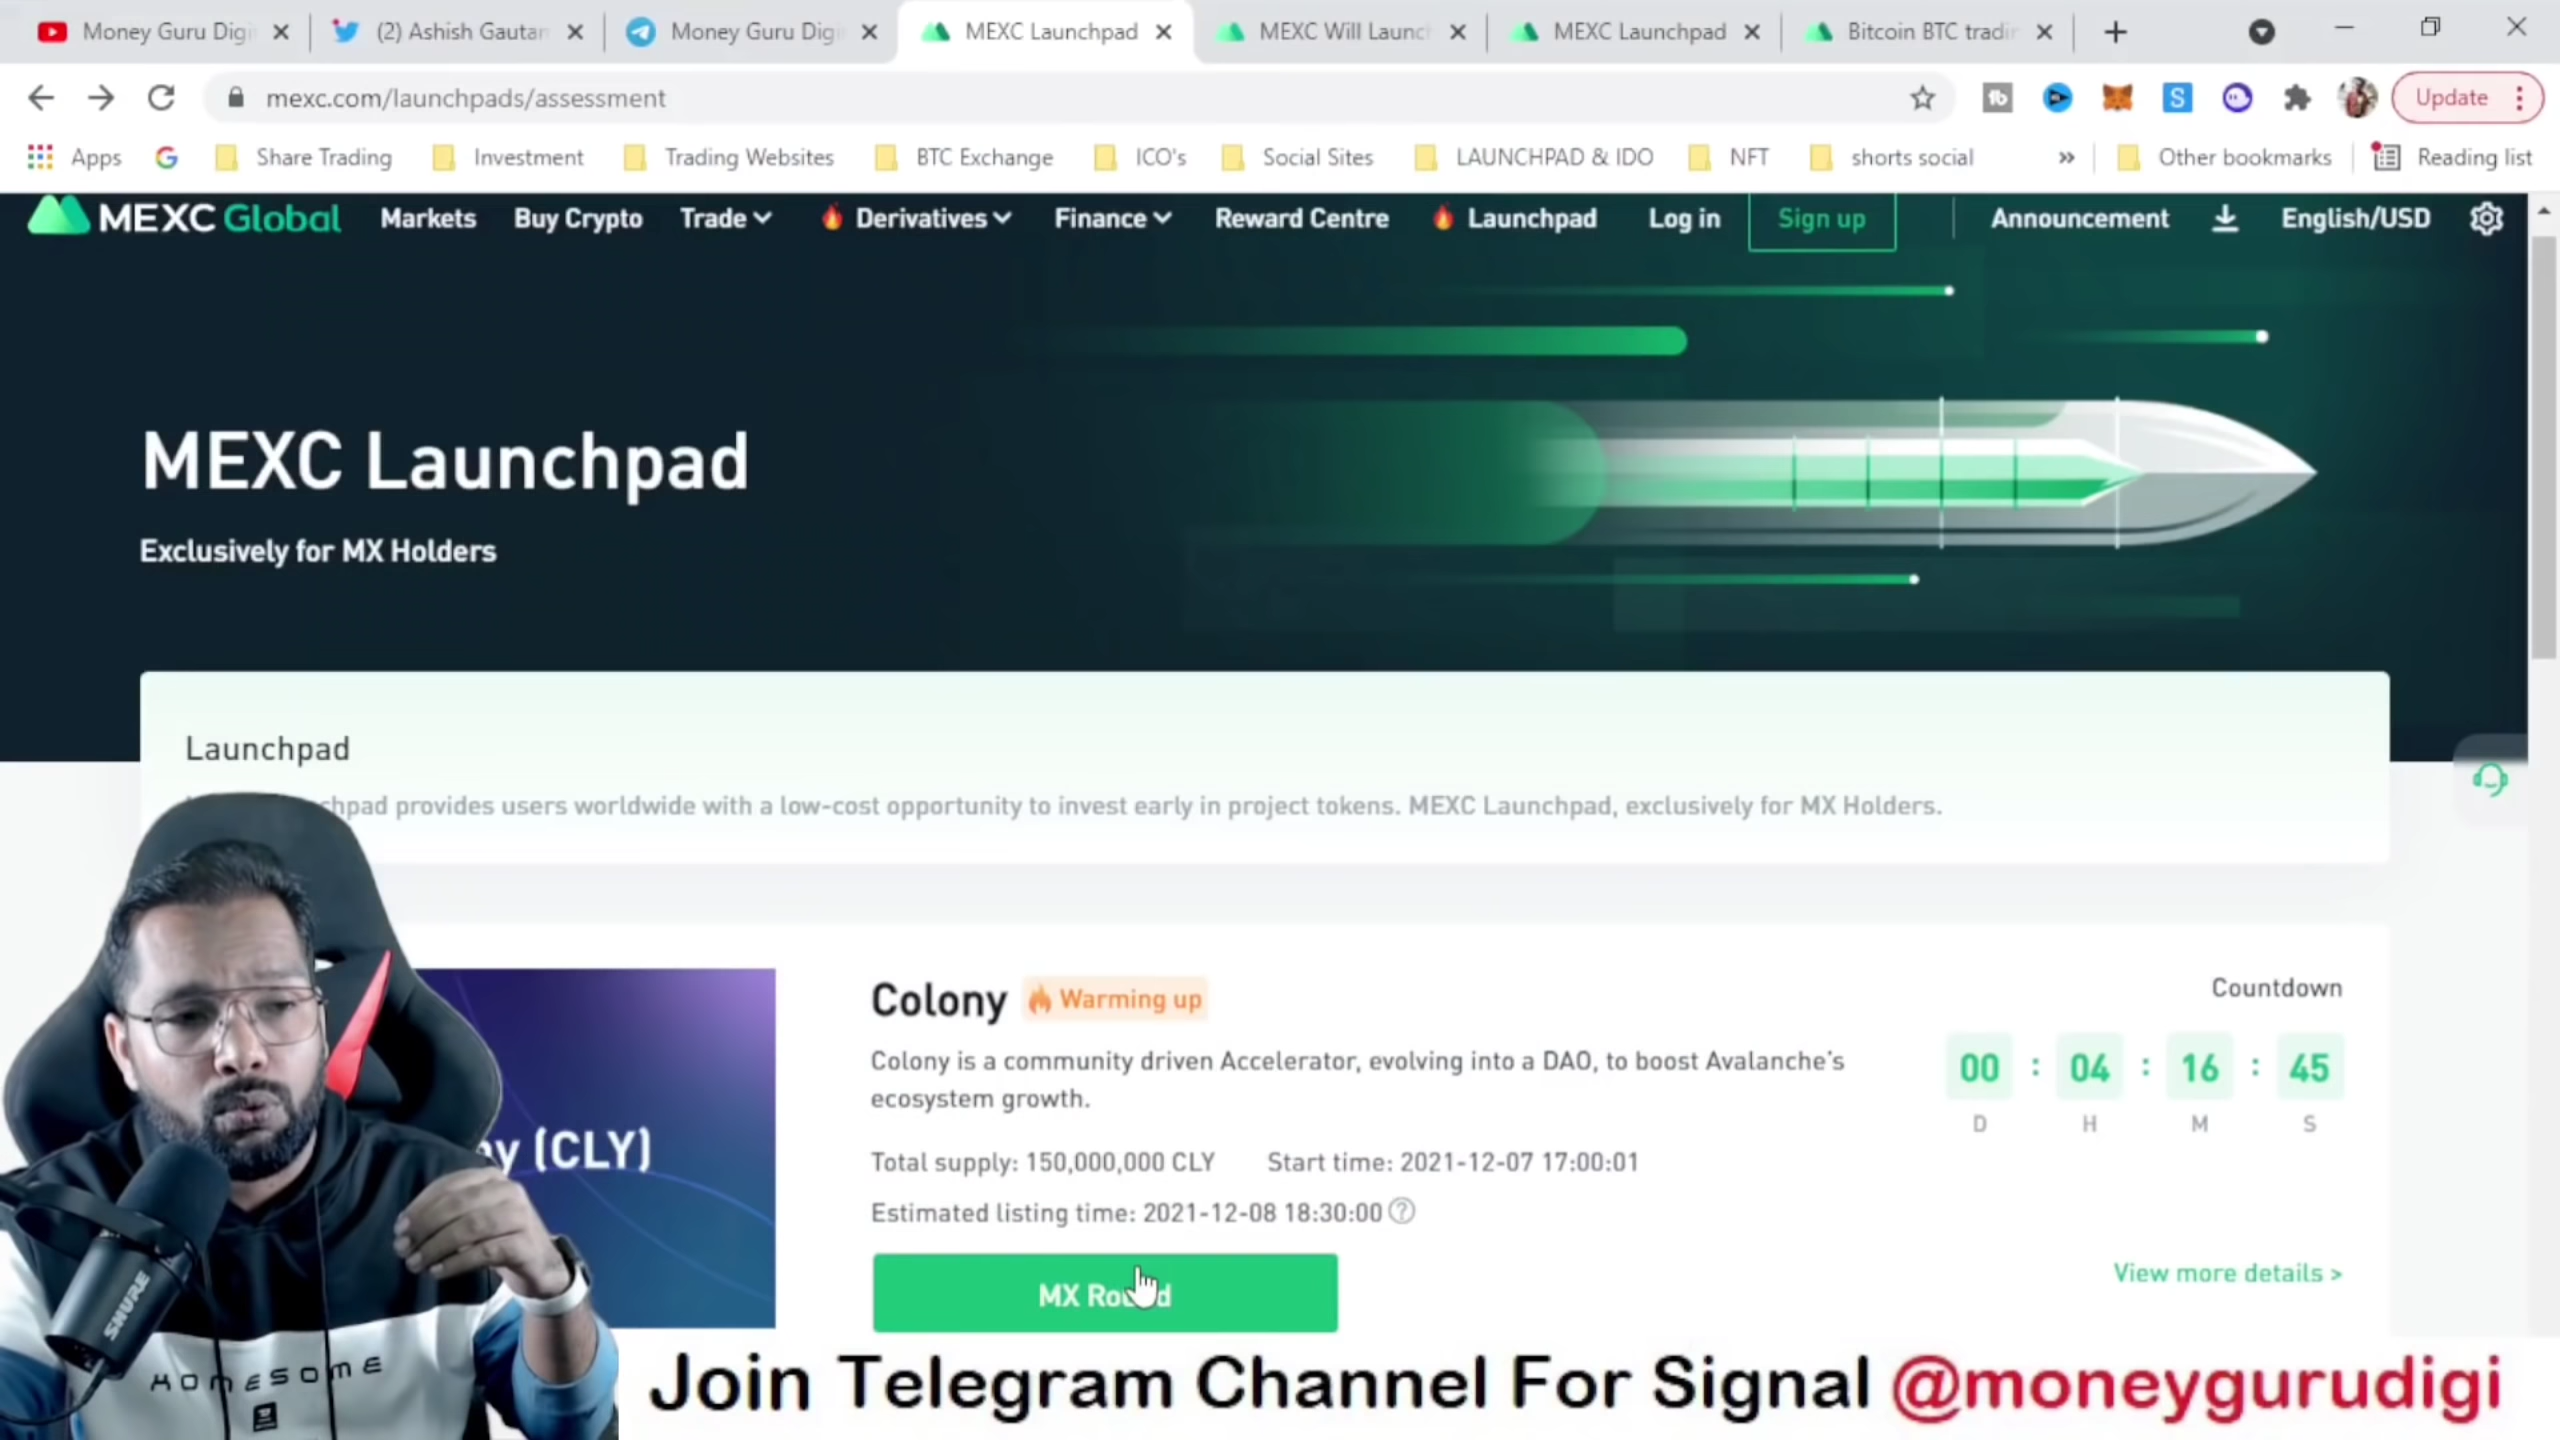 Money Guru Digi
(2) Ashish Gautam
Money Guru Digi
MEXC Launchpad
MEXC Will Launch
MEXC Launchpad
Bitcoin BTC tradin
mexc.com/launchpads/assessment
Update
Apps
Share Trading
Investment
Trading Websites
BTC Exchange
ICO's
Social Sites
LAUNCHPAD & IDO
NFT
shorts social
Other bookmarks
Reading list
MEXC Global
Markets
Buy Crypto
Trade
Derivatives
Finance
Reward Centre
Launchpad
Log in
Sign up
Announcement
English/USD
MEXC Launchpad
Exclusively for MX Holders
Launchpad
provides users worldwide with a low-cost opportunity to invest early in project tokens. MEXC Launchpad, exclusively for MX Holders.
Colony
Warming up
Countdown
Colony is a community driven Accelerator, evolving into a DAO, to boost Avalanche's
ecosystem growth.
00 : 04 : 16 : 45
D H M S
(CLY)
Total supply: 150,000,000 CLY
Start time: 2021-12-07 17:00:01
Estimated listing time: 2021-12-08 18:30:00
View more details >
MX Round
SHURE
HOMESOME
Join Telegram Channel For Signal @moneygurudigi